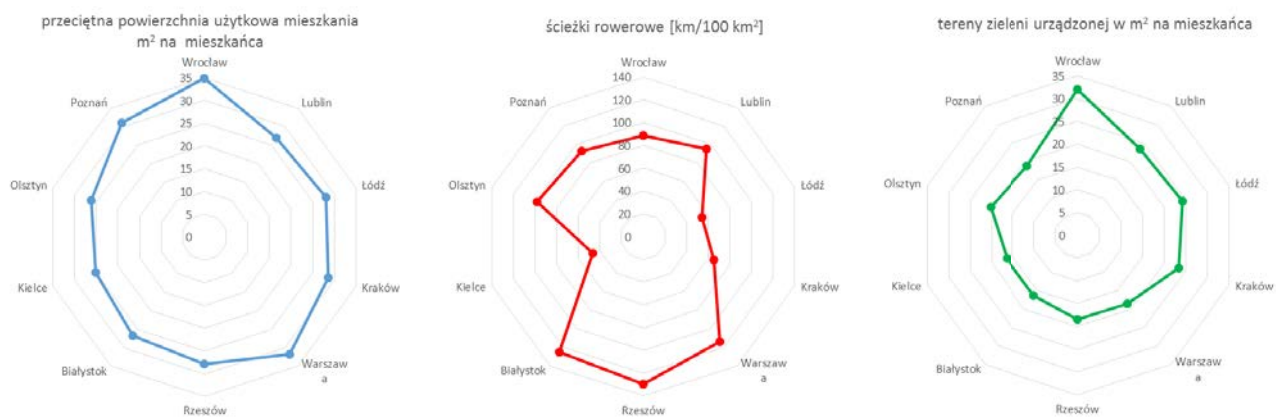 przeciętna powierzchnia użytkowa mieszkania
m² na mieszkańca
Wrocław
35
30
25
20
15
10
5
0
Lublin
Łódź
Kraków
Warszaw
a
Rzeszów
Białystok
Kielce
Olsztyn
Poznań
ścieżki rowerowe [km/100 km²]
Wrocław
140
120
100
80
60
40
20
0
Lublin
Łódź
Kraków
Warszaw
a
Rzeszów
Białystok
Kielce
Olsztyn
Poznań
tereny zieleni urządzonej w m² na mieszkańca
Wrocław
35
30
25
20
15
10
5
0
Lublin
Łódź
Kraków
Warszaw
a
Rzeszów
Białystok
Kielce
Olsztyn
Poznań